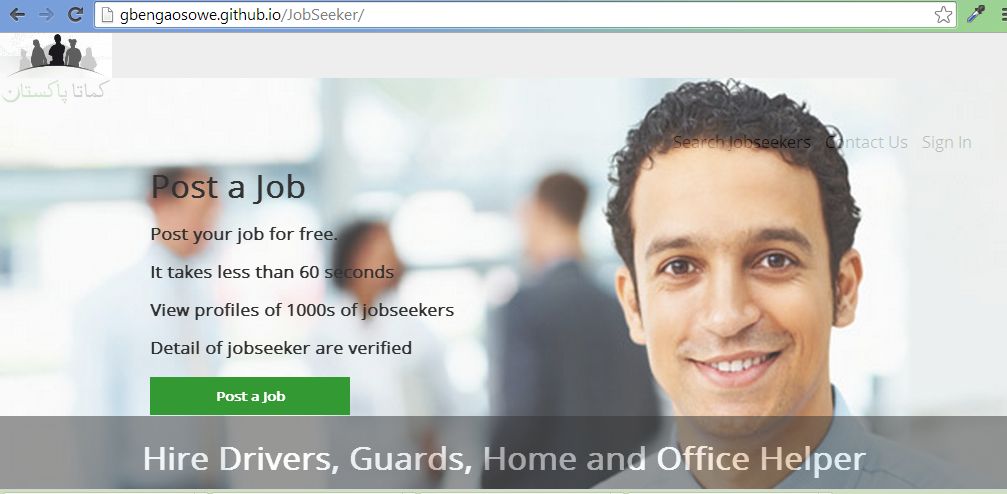 gbengaosowe.github.io/JobSeeker/
کماتا پاکستان
Search Jobseekers Contact Us Sign In
Post a Job
Post your job for free.
It takes less than 60 seconds
View profiles of 1000s of jobseekers
Detail of jobseeker are verified
Post a Job
Hire Drivers, Guards, Home and Office Helper